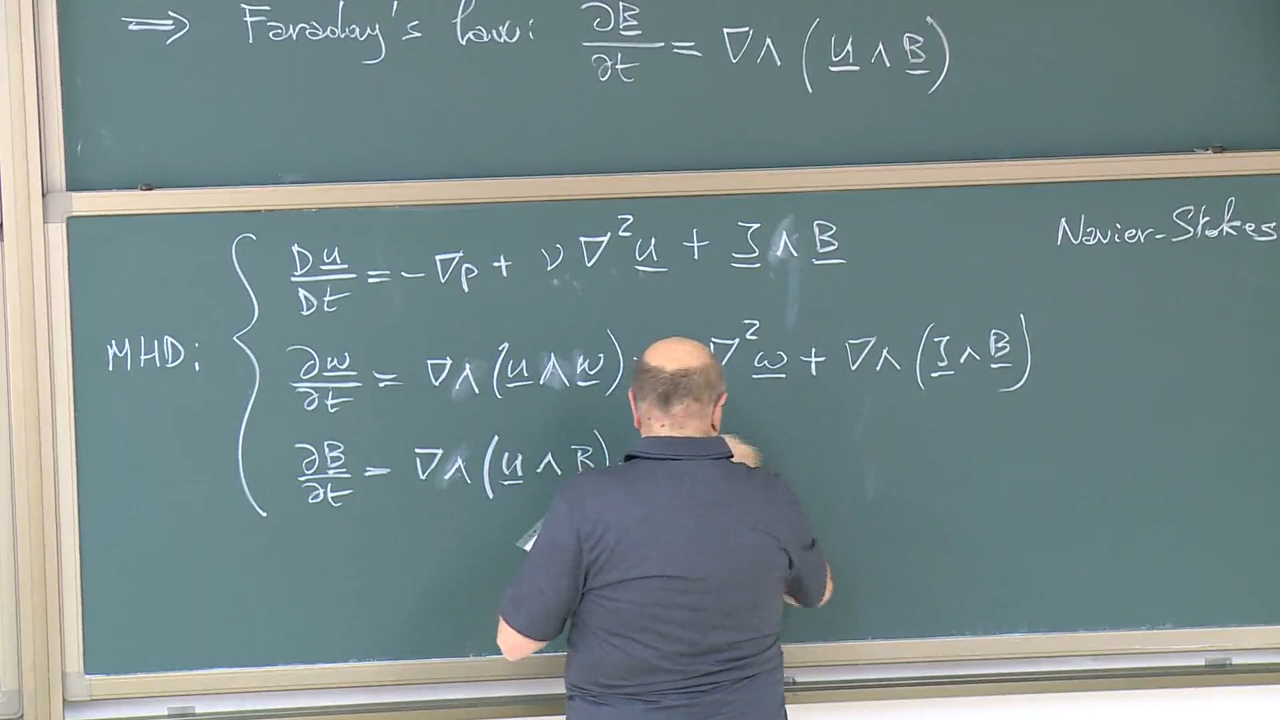 ⟹ Faraday's law: ∂B/∂t = ∇∧(u∧B)
Du/Dt = -∇p + ν∇²u + J∧B
Navier-Stokes
MHD:
∂ω/∂t = ∇∧(u∧ω) ∇²ω + ∇∧(J∧B)
∂B/∂t = ∇∧(u∧B)